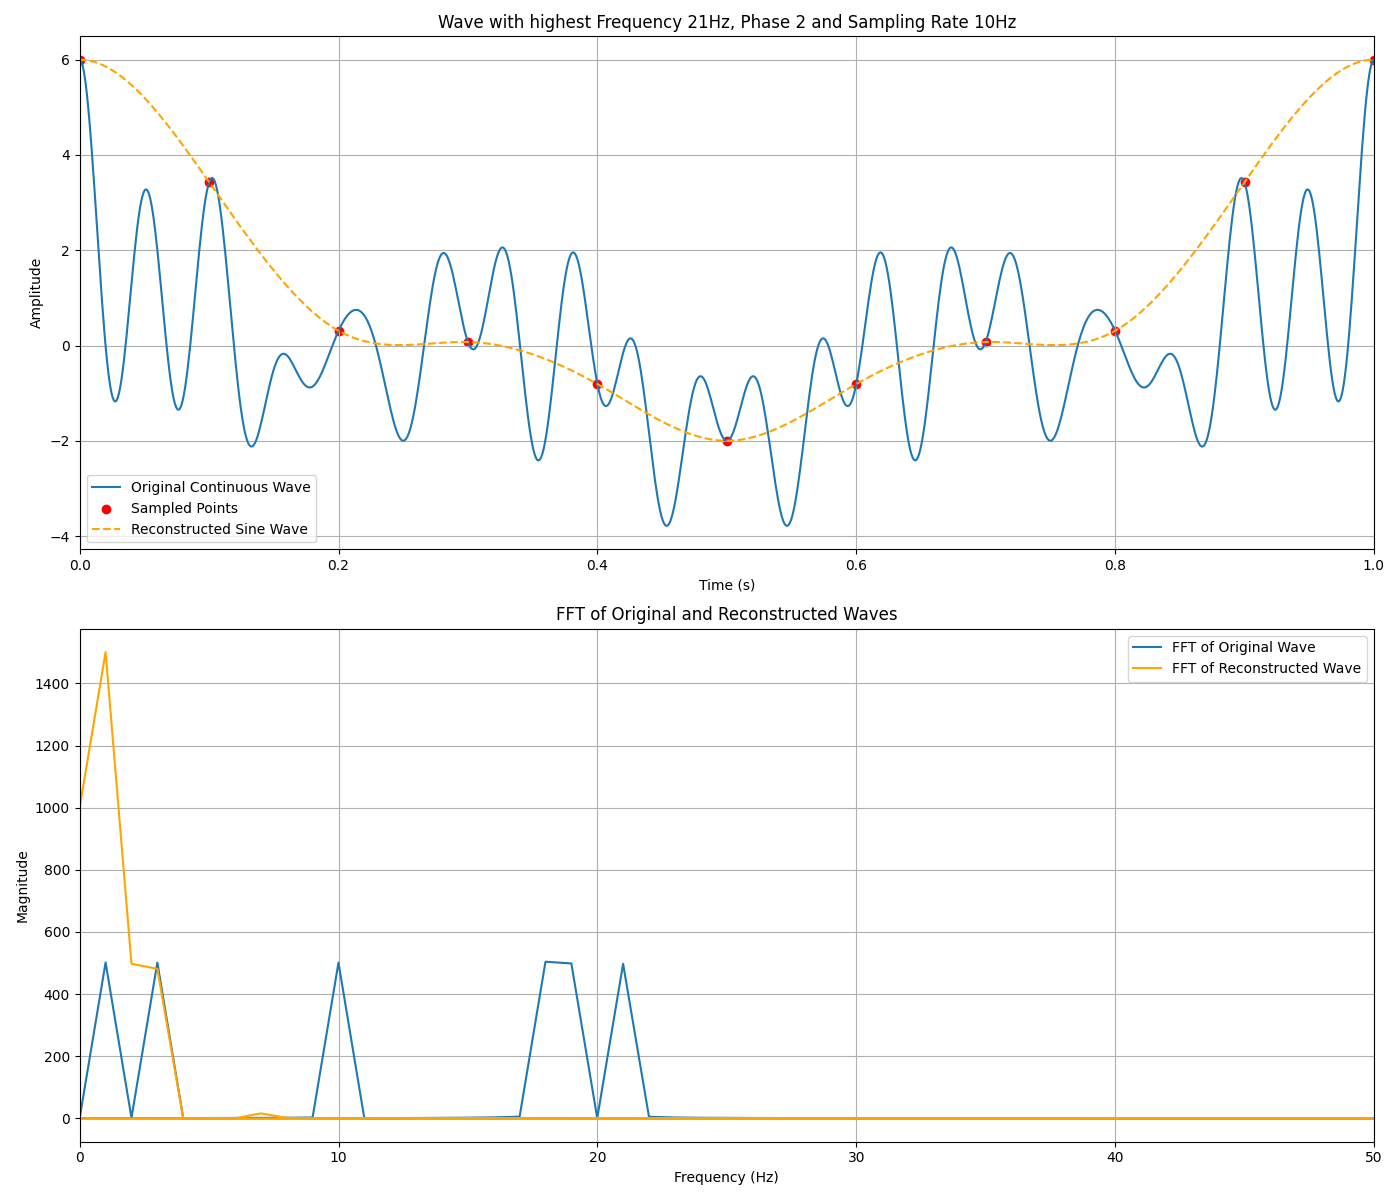 Wave with highest Frequency 21Hz, Phase 2 and Sampling Rate 10Hz
6
4
2
0
−2
−4
Amplitude
Original Continuous Wave
Sampled Points
Reconstructed Sine Wave
0.0 0.2 0.4 0.6 0.8 1.0
Time (s)
FFT of Original and Reconstructed Waves
FFT of Original Wave
FFT of Reconstructed Wave
1400
1200
1000
800
600
400
200
0
Magnitude
0 10 20 30 40 50
Frequency (Hz)